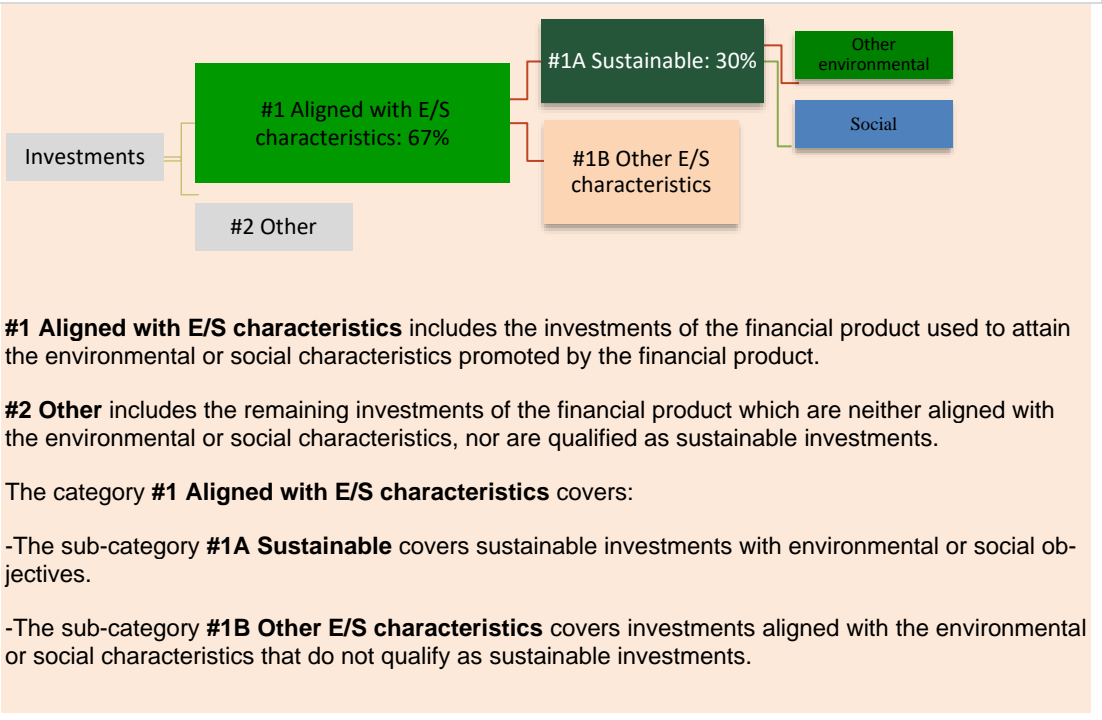 Investments
#1 Aligned with E/S
characteristics: 67%
#2 Other
#1A Sustainable: 30%
#1B Other E/S
characteristics
Other
environmental
Social
#1 Aligned with E/S characteristics includes the investments of the financial product used to attain
the environmental or social characteristics promoted by the financial product.
#2 Other includes the remaining investments of the financial product which are neither aligned with
the environmental or social characteristics, nor are qualified as sustainable investments.
The category #1 Aligned with E/S characteristics covers:
-The sub-category #1A Sustainable covers sustainable investments with environmental or social ob-
jectives.
-The sub-category #1B Other E/S characteristics covers investments aligned with the environmental
or social characteristics that do not qualify as sustainable investments.